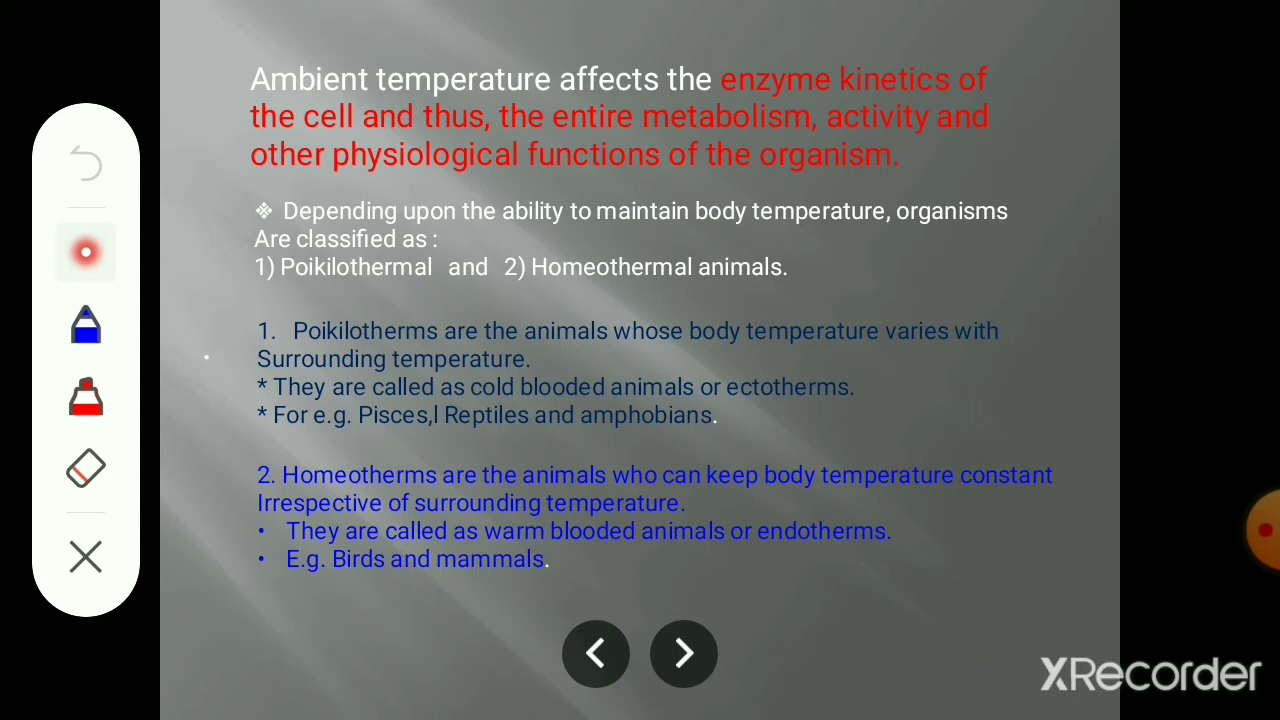 Ambient temperature affects the enzyme kinetics of
the cell and thus, the entire metabolism, activity and
other physiological functions of the organism.
❖ Depending upon the ability to maintain body temperature, organisms
Are classified as :
1) Poikilothermal and 2) Homeothermal animals.
1. Poikilotherms are the animals whose body temperature varies with
Surrounding temperature.
* They are called as cold blooded animals or ectotherms.
* For e.g. Pisces,l Reptiles and amphobians.
2. Homeotherms are the animals who can keep body temperature constant
Irrespective of surrounding temperature.
• They are called as warm blooded animals or endotherms.
• E.g. Birds and mammals.
XRecorder